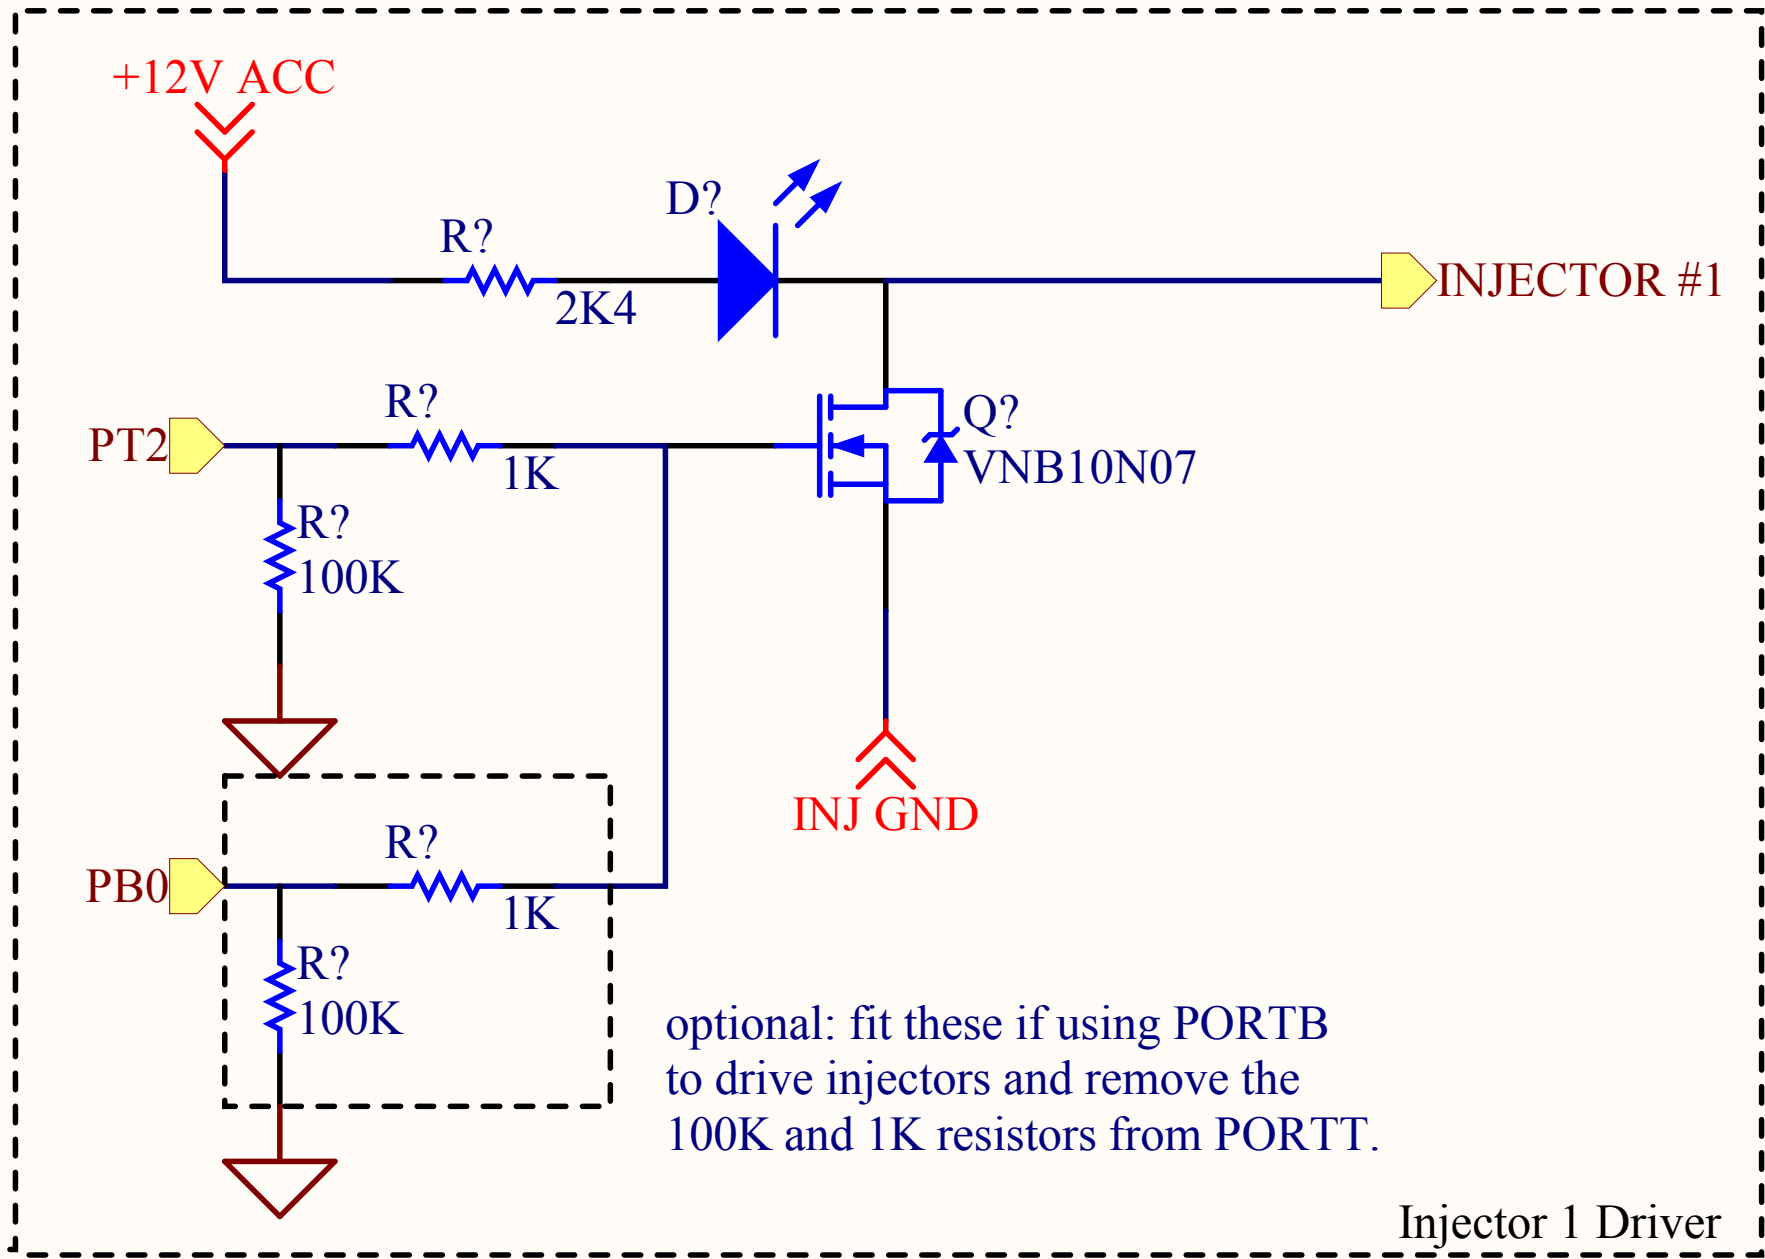 +12V ACC
D?
R?
2K4
INJECTOR #1
R?
1K
PT2
Q?
VNB10N07
R?
100K
INJ GND
R?
1K
PB0
R?
100K
optional: fit these if using PORTB
to drive injectors and remove the
100K and 1K resistors from PORTT.
Injector 1 Driver